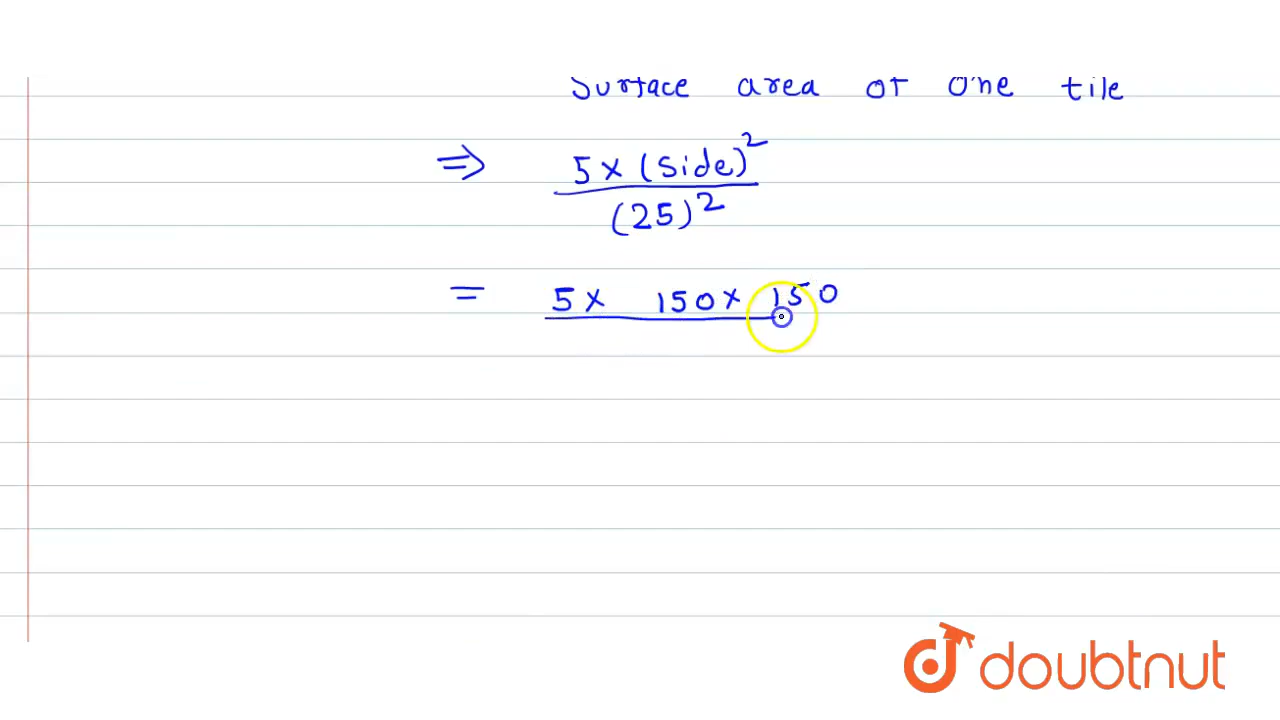 Surface area of one tile
⇒ 5 × (Side)²
(25)²
= 5 × 150 × 150
doubtnut